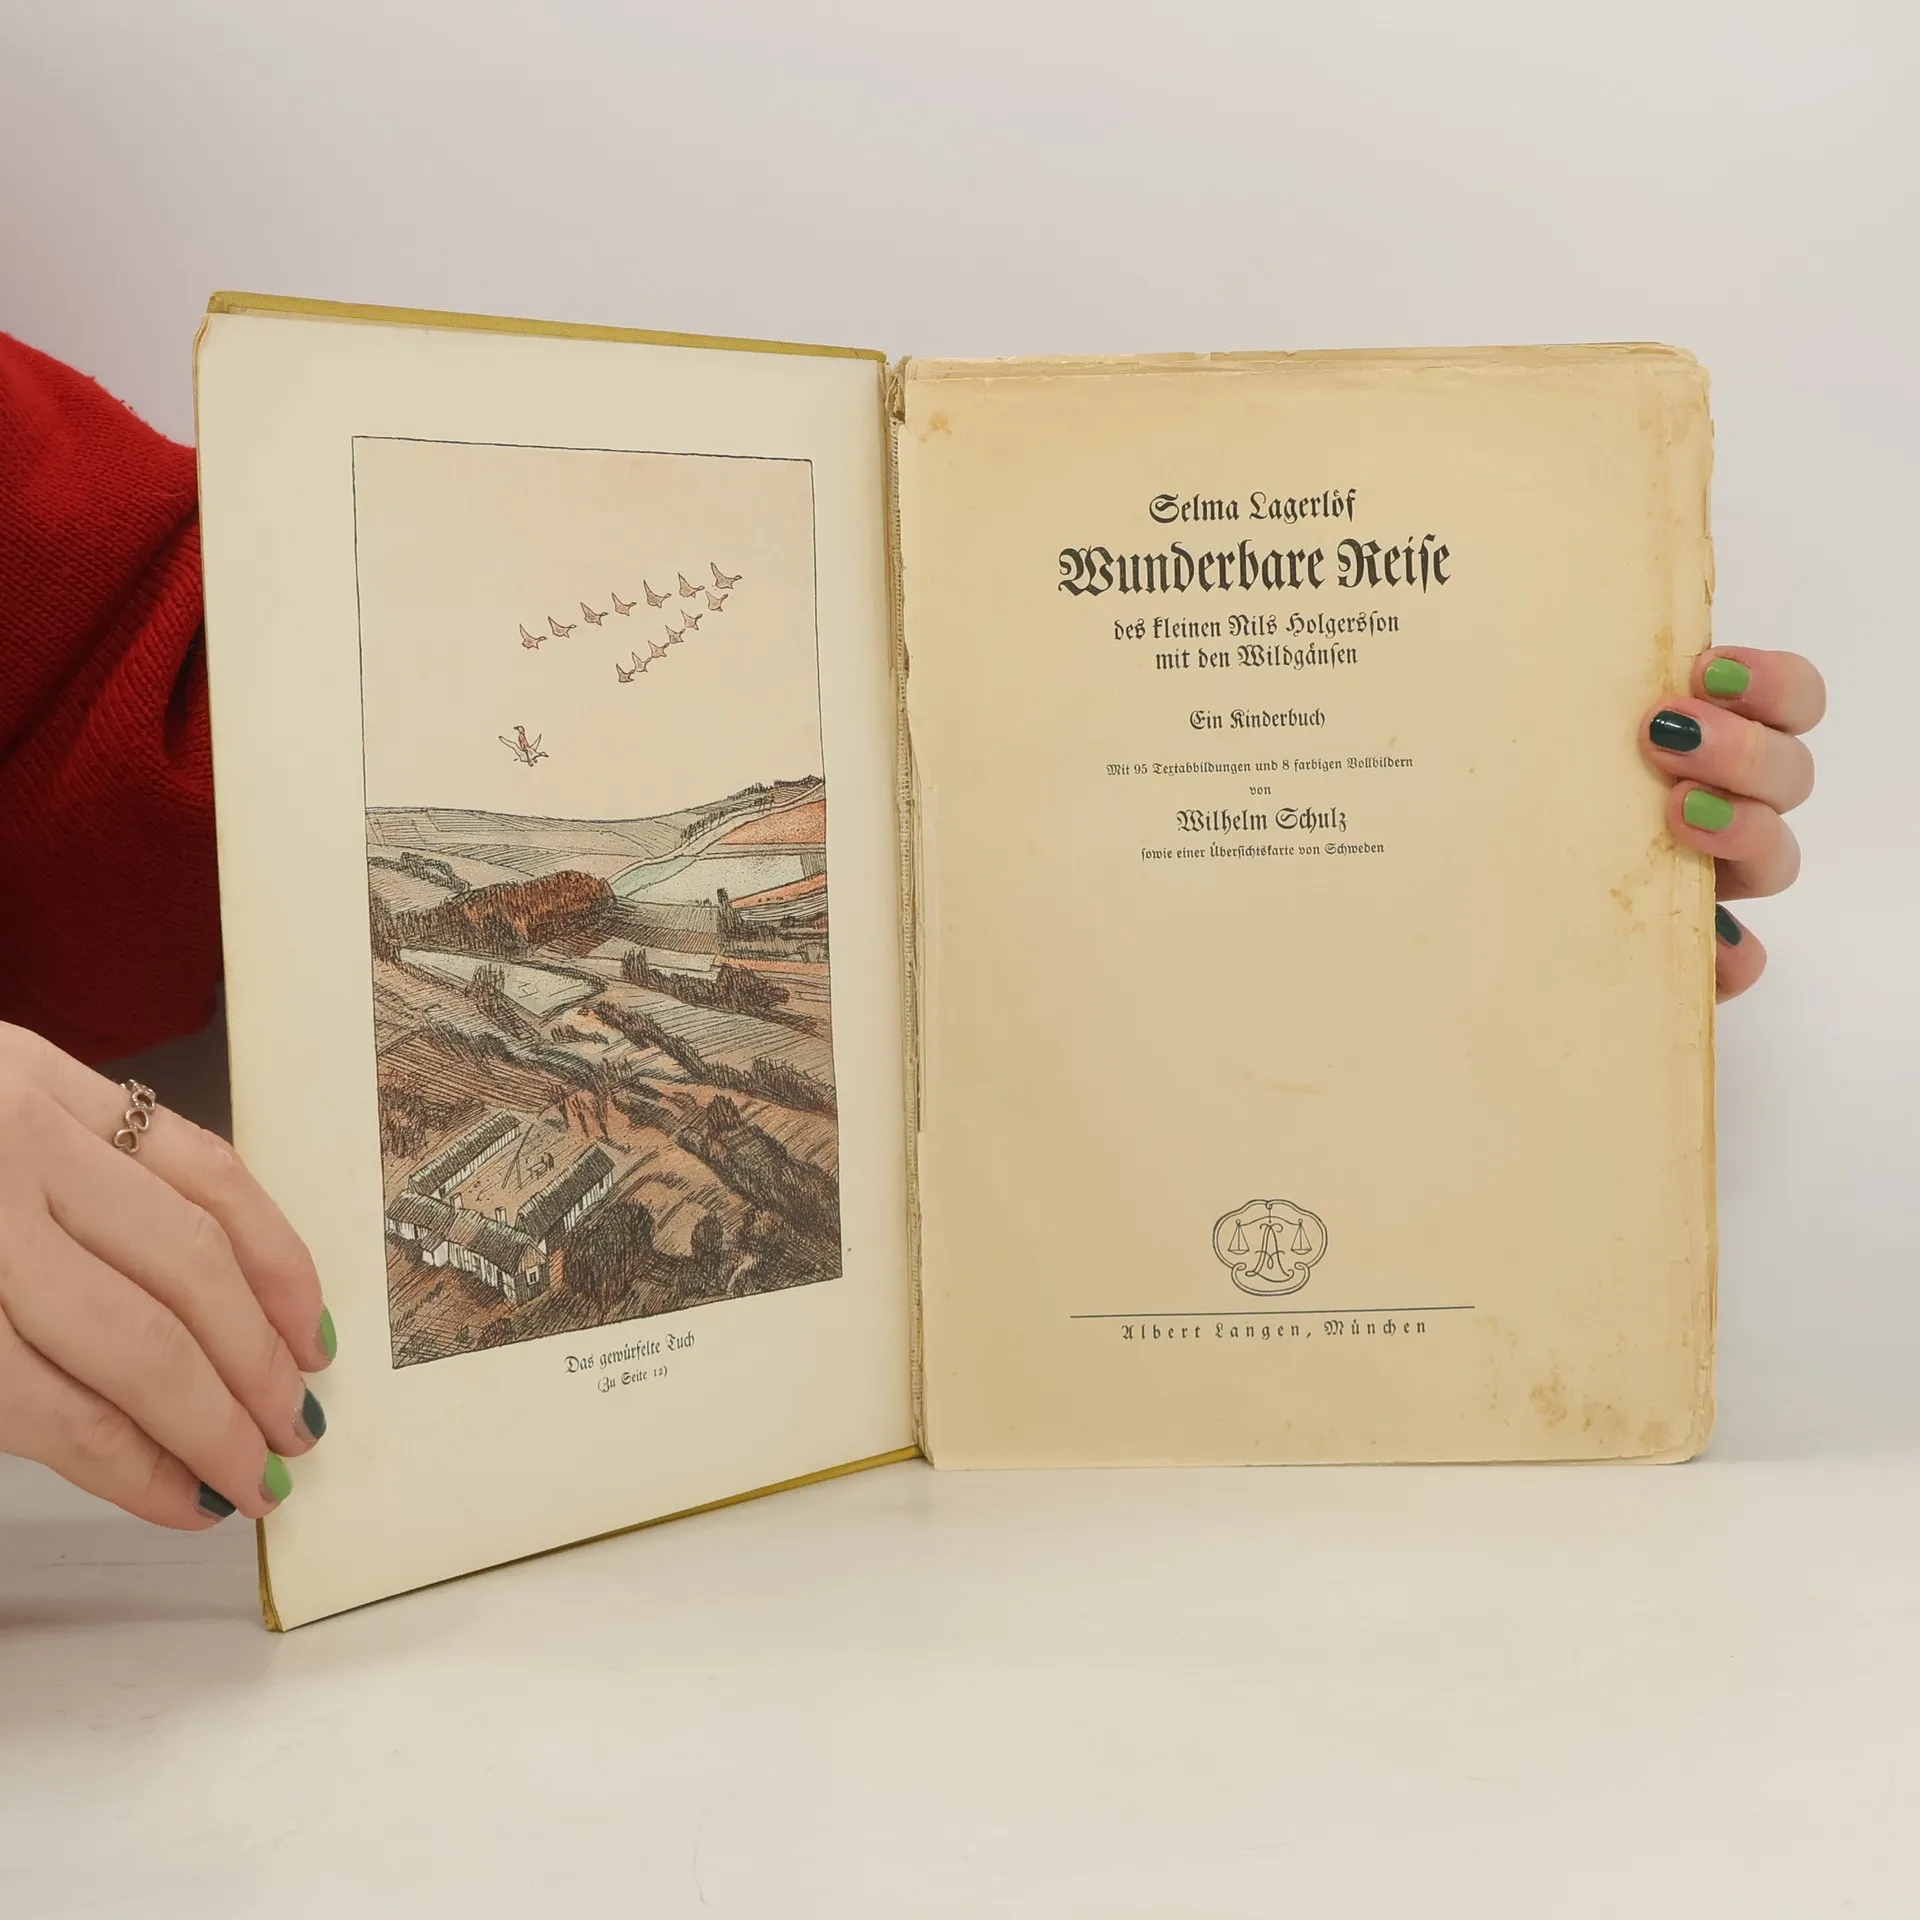 Das gewürfelte Tuch
(Zu Seite 12)
Selma Lagerlöf
Wunderbare Reiſe
des kleinen Nils Holgersſon
mit den Wildgänſen
Ein Kinderbuch
Mit 95 Textabbildungen und 8 farbigen Vollbildern
von
Wilhelm Schulz
ſowie einer Überſichtskarte von Schweden
AL
Albert Langen, München